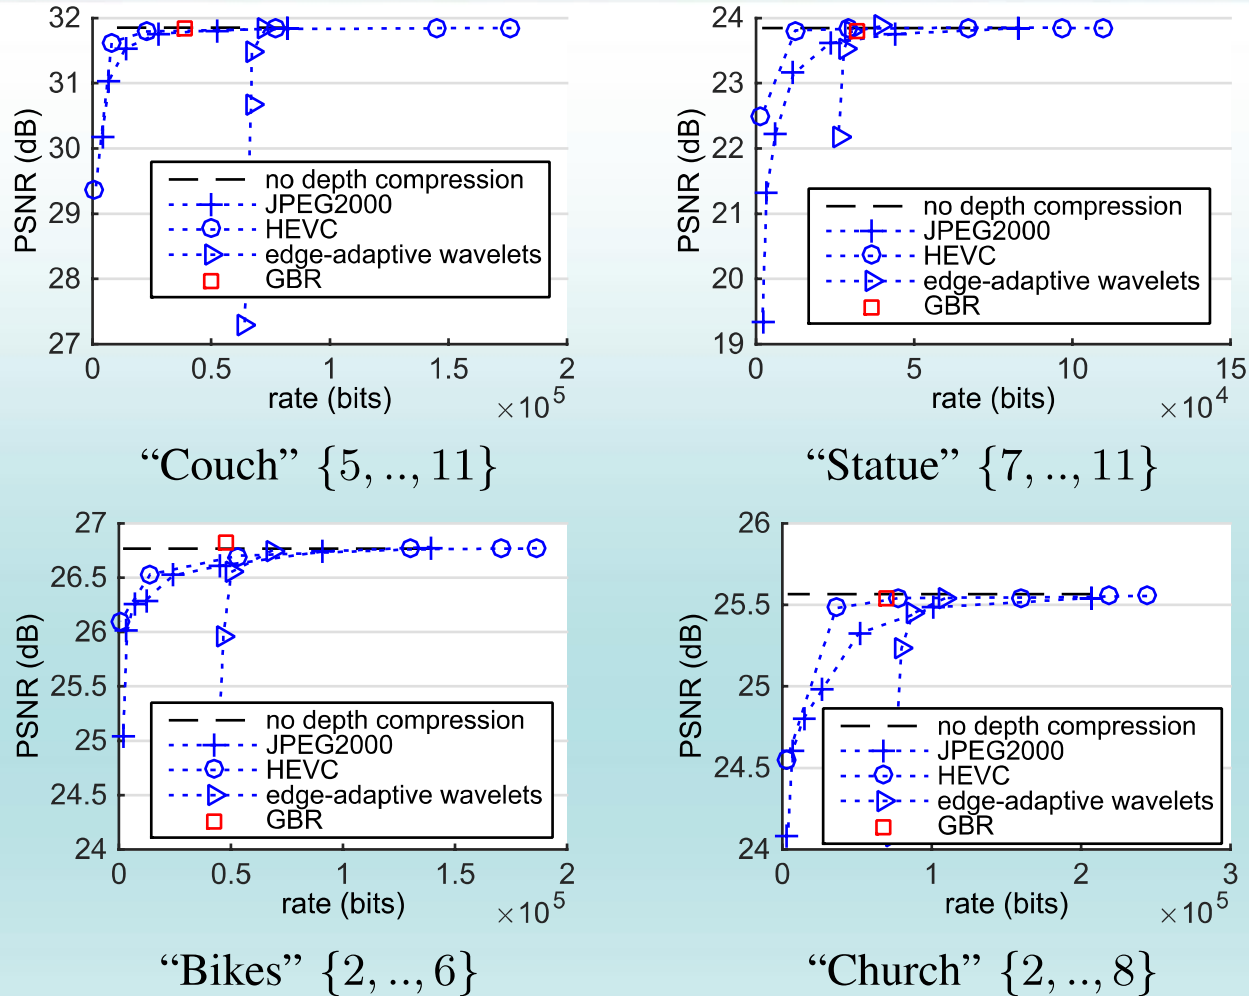 32
31
30
29
28
27
PSNR (dB)
no depth compression
JPEG2000
HEVC
edge-adaptive wavelets
GBR
0 0.5 1 1.5 2
rate (bits)
×10^5
“Couch” {5, .., 11}
24
23
22
21
20
19
PSNR (dB)
no depth compression
JPEG2000
HEVC
edge-adaptive wavelets
GBR
0 5 10 15
rate (bits)
×10^4
“Statue” {7, .., 11}
27
26.5
26
25.5
25
24.5
24
PSNR (dB)
no depth compression
JPEG2000
HEVC
edge-adaptive wavelets
GBR
0 0.5 1 1.5 2
rate (bits)
×10^5
“Bikes” {2, .., 6}
26
25.5
25
24.5
24
PSNR (dB)
no depth compression
JPEG2000
HEVC
edge-adaptive wavelets
GBR
0 1 2 3
rate (bits)
×10^5
“Church” {2, .., 8}